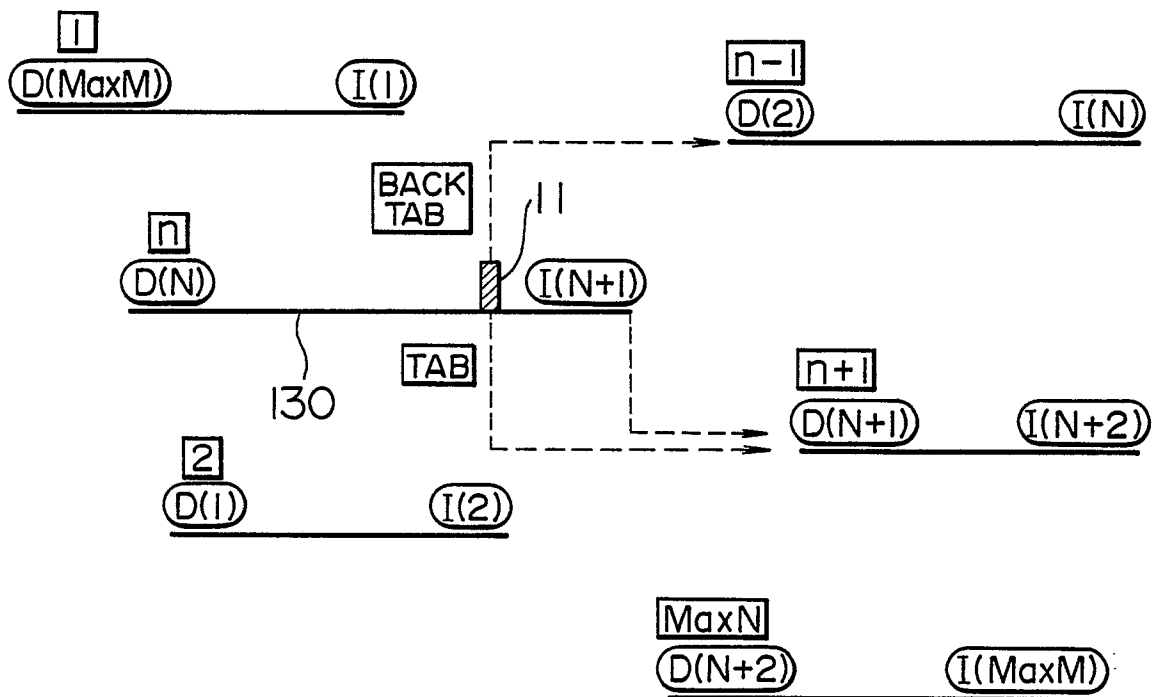 1
D(MaxM) I(1)
n-1
D(2) I(N)
BACK
TAB
11
n
D(N) I(N+1)
TAB
130
n+1
D(N+1) I(N+2)
2
D(1) I(2)
MaxN
D(N+2) I(MaxM)